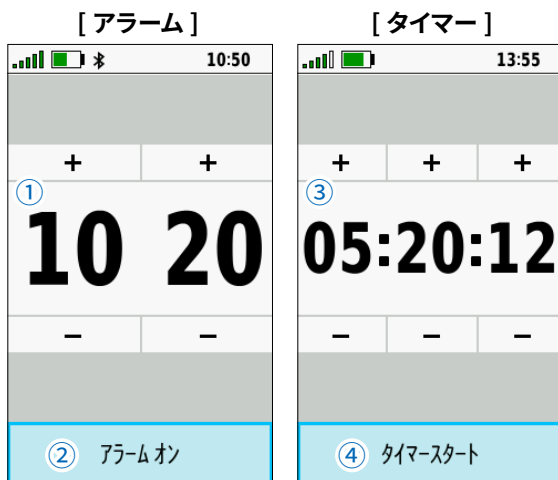 [ アラーム ]
10:50
+ +
①
10 20
− −
② アラーム オン
[ タイマー ]
13:55
+ + +
③
05:20:12
− − −
④ タイマースタート